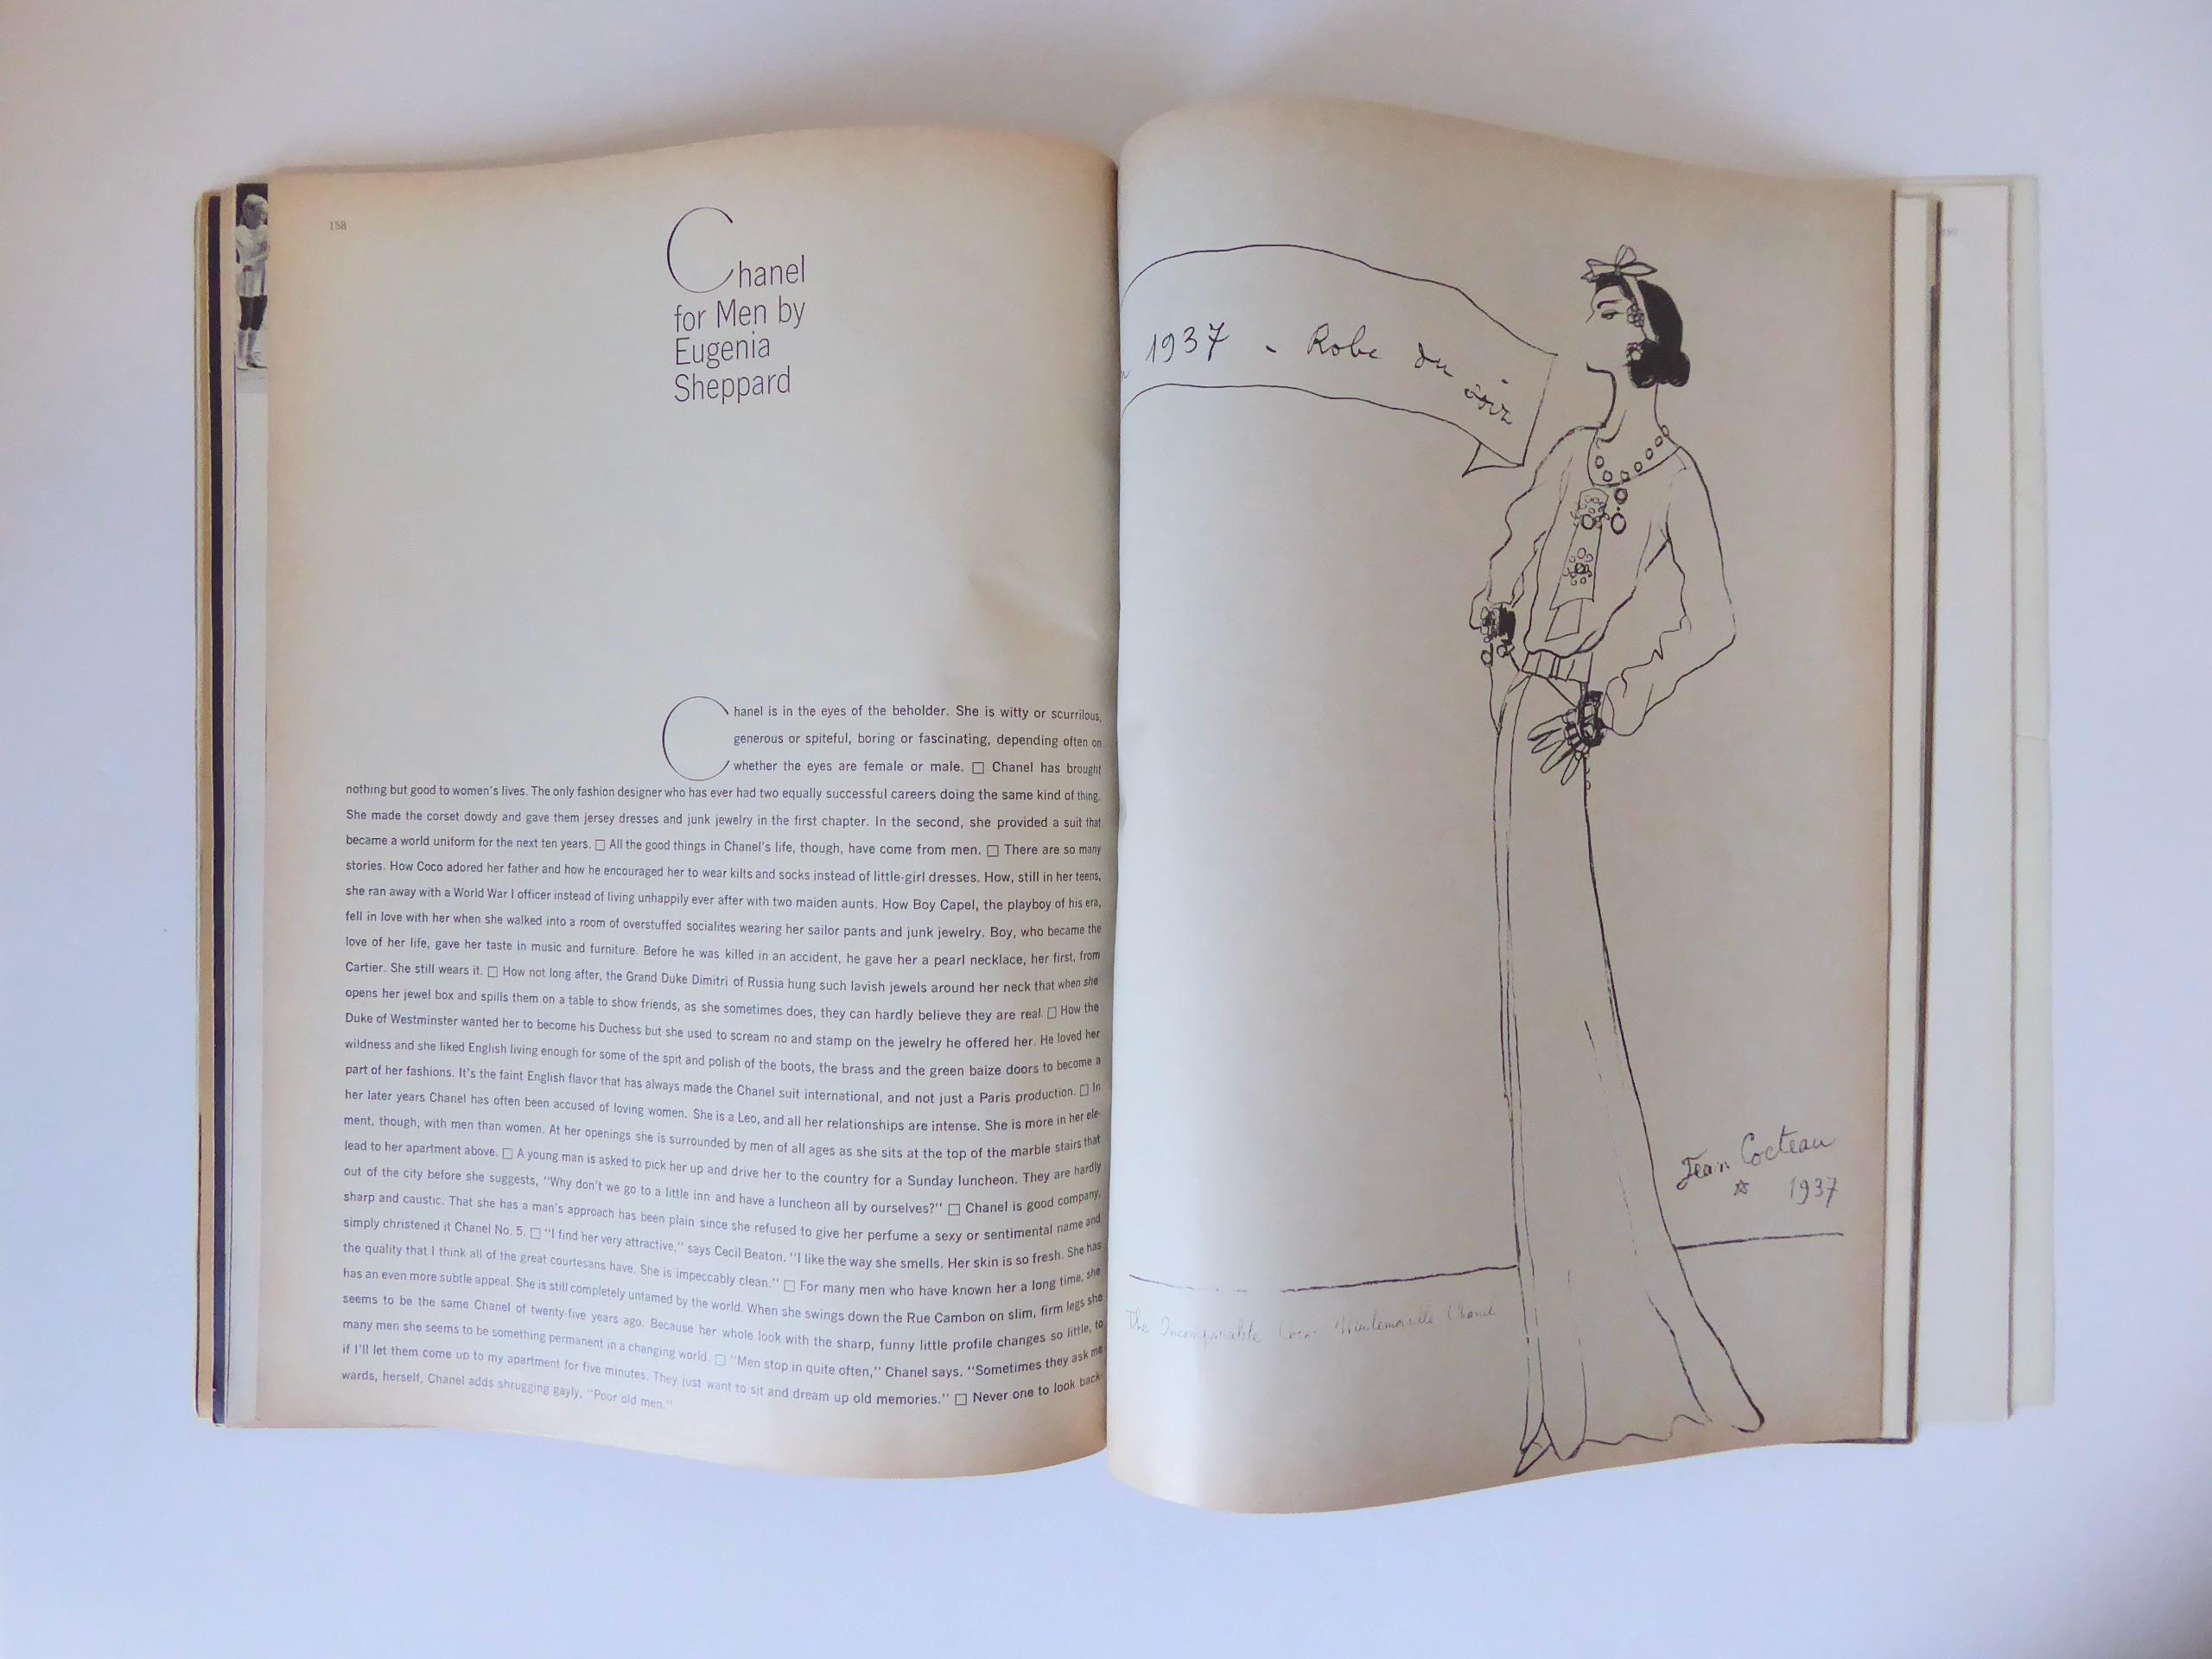 158
Chanel
for Men by
Eugenia
Sheppard
Chanel is in the eyes of the beholder. She is witty or scurrilous,
generous or spiteful, boring or fascinating, depending often on
whether the eyes are female or male. □ Chanel has brought
nothing but good to women's lives. The only fashion designer who has ever had two equally successful careers doing the same kind of thing.
She made the corset dowdy and gave them jersey dresses and junk jewelry in the first chapter. In the second, she provided a suit that
became a world uniform for the next ten years. □ All the good things in Chanel's life, though, have come from men. □ There are so many
stories. How Coco adored her father and how he encouraged her to wear kilts and socks instead of little-girl dresses. How, still in her teens,
she ran away with a World War I officer instead of living unhappily ever after with two maiden aunts. How Boy Capel, the playboy of his era,
fell in love with her when she walked into a room of overstuffed socialites wearing her sailor pants and junk jewelry. Boy, who became the
love of her life, gave her taste in music and furniture. Before he was killed in an accident, he gave her a pearl necklace, her first, from
Cartier. She still wears it. □ How not long after, the Grand Duke Dimitri of Russia hung such lavish jewels around her neck that when she
opens her jewel box and spills them on a table to show friends, as she sometimes does, they can hardly believe they are real. □ How the
Duke of Westminster wanted her to become his Duchess but she used to scream no and stamp on the jewelry he offered her. He loved her
wildness and she liked English living enough for some of the spit and polish of the boots, the brass and the green baize doors to become a
part of her fashions. It's the faint English flavor that has always made the Chanel suit international, and not just a Paris production. □ In
her later years Chanel has often been accused of loving women. She is a Leo, and all her relationships are intense. She is more in her ele-
ment, though, with men than women. At her openings she is surrounded by men of all ages as she sits at the top of the marble stairs that
lead to her apartment above. □ A young man is asked to pick her up and drive her to the country for a Sunday luncheon. They are hardly
out of the city before she suggests, "Why don't we go to a little inn and have a luncheon all by ourselves?" □ Chanel is good company,
sharp and caustic. That she has a man's approach has been plain since she refused to give her perfume a sexy or sentimental name and
simply christened it Chanel No. 5. □ "I find her very attractive," says Cecil Beaton. "I like the way she smells. Her skin is so fresh. She has
the quality that I think all of the great courtesans have. She is impeccably clean." □ For many men who have known her a long time, she
has an even more subtle appeal. She is still completely untamed by the world. When she swings down the Rue Cambon on slim, firm legs she
seems to be the same Chanel of twenty-five years ago. Because her whole look with the sharp, funny little profile changes so little, to
many men she seems to be something permanent in a changing world. □ "Men stop in quite often," Chanel says. "Sometimes they ask me
if I'll let them come up to my apartment for five minutes. They just want to sit and dream up old memories." □ Never one to look back-
wards, herself, Chanel adds shrugging gayly, "Poor old men."
1937 - Robe du soir
Jean Cocteau
1937
The Incomparable Coco Mademoiselle Chanel